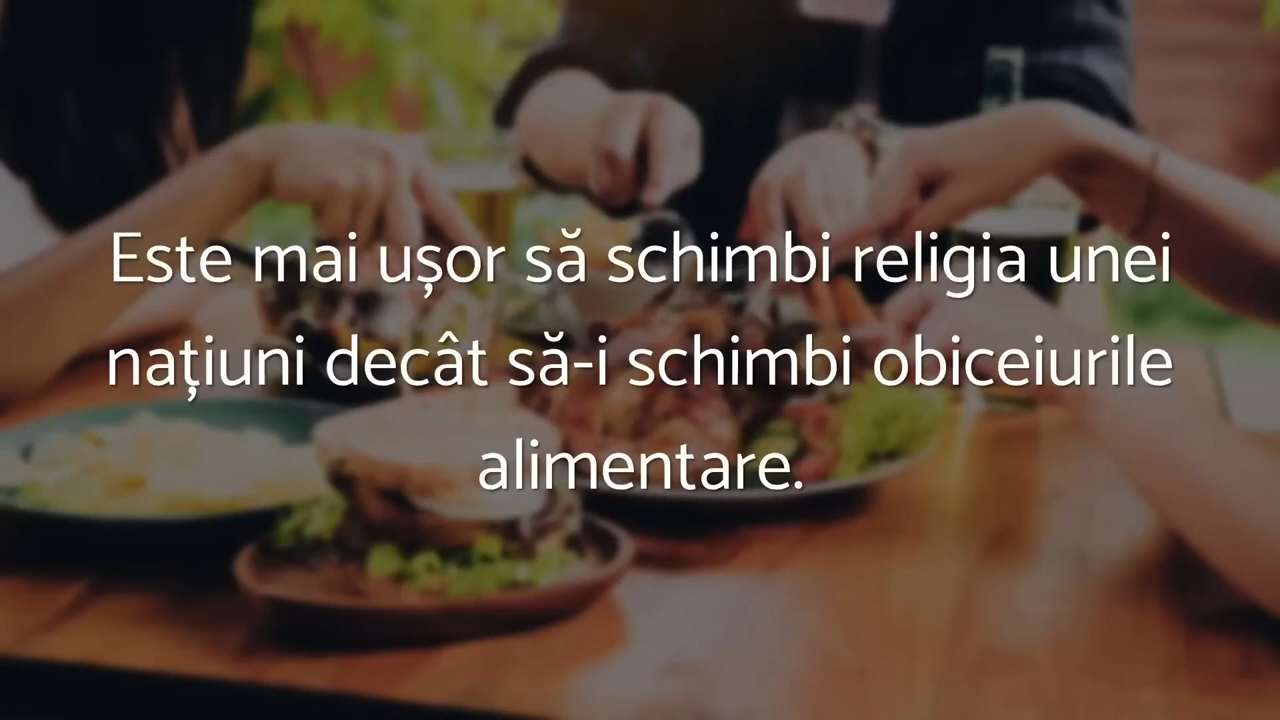 Este mai ușor să schimbi religia unei
națiuni decât să-i schimbi obiceiurile
alimentare.